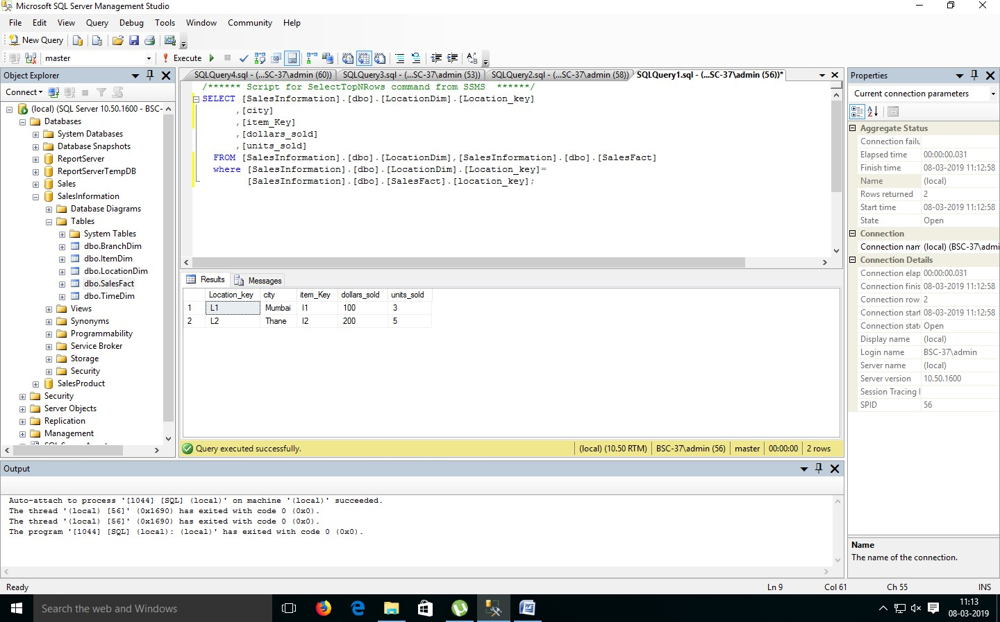 Microsoft SQL Server Management Studio
File Edit View Query Debug Tools Window Community Help
New Query
master Execute
Object Explorer
Connect
(local) (SQL Server 10.50.1600 - BSC-
Databases
System Databases
Database Snapshots
ReportServer
ReportServerTempDB
Sales
SalesInformation
Database Diagrams
Tables
System Tables
dbo.BranchDim
dbo.ItemDim
dbo.LocationDim
dbo.SalesFact
dbo.TimeDim
Views
Synonyms
Programmability
Service Broker
Storage
Security
SalesProduct
Security
Server Objects
Replication
Management
SQLQuery4.sql - (...SC-37\admin (60)) SQLQuery3.sql - (...SC-37\admin (53)) SQLQuery2.sql - (...SC-37\admin (58)) SQLQuery1.sql - (...SC-37\admin (56))*
/****** Script for SelectTopNRows command from SSMS ******/
SELECT [SalesInformation].[dbo].[LocationDim].[Location_key]
,[city]
,[item_Key]
,[dollars_sold]
,[units_sold]
FROM [SalesInformation].[dbo].[LocationDim],[SalesInformation].[dbo].[SalesFact]
where [SalesInformation].[dbo].[LocationDim].[Location_key]=
[SalesInformation].[dbo].[SalesFact].[location_key];
Results Messages
Location_key city item_Key dollars_sold units_sold
1 L1 Mumbai I1 100 3
2 L2 Thane I2 200 5
Query executed successfully. (local) (10.50 RTM) BSC-37\admin (56) master 00:00:00 2 rows
Properties
Current connection parameters
Aggregate Status
Connection failu
Elapsed time 00:00:00.031
Finish time 08-03-2019 11:12:58
Name (local)
Rows returned 2
Start time 08-03-2019 11:12:58
State Open
Connection
Connection nam (local) (BSC-37\admi
Connection Details
Connection elap 00:00:00.031
Connection finis 08-03-2019 11:12:58
Connection row 2
Connection start 08-03-2019 11:12:58
Connection stat Open
Display name (local)
Login name BSC-37\admin
Server name (local)
Server version 10.50.1600
Session Tracing I
SPID 56
Name
The name of the connection.
Output
Auto-attach to process '[1044] [SQL] (local)' on machine '(local)' succeeded.
The thread '(local) [56]' (0x1690) has exited with code 0 (0x0).
The thread '(local) [56]' (0x1690) has exited with code 0 (0x0).
The program '[1044] [SQL] (local): (local)' has exited with code 0 (0x0).
Ready Ln 9 Col 61 Ch 55 INS
Search the web and Windows
11:13
08-03-2019